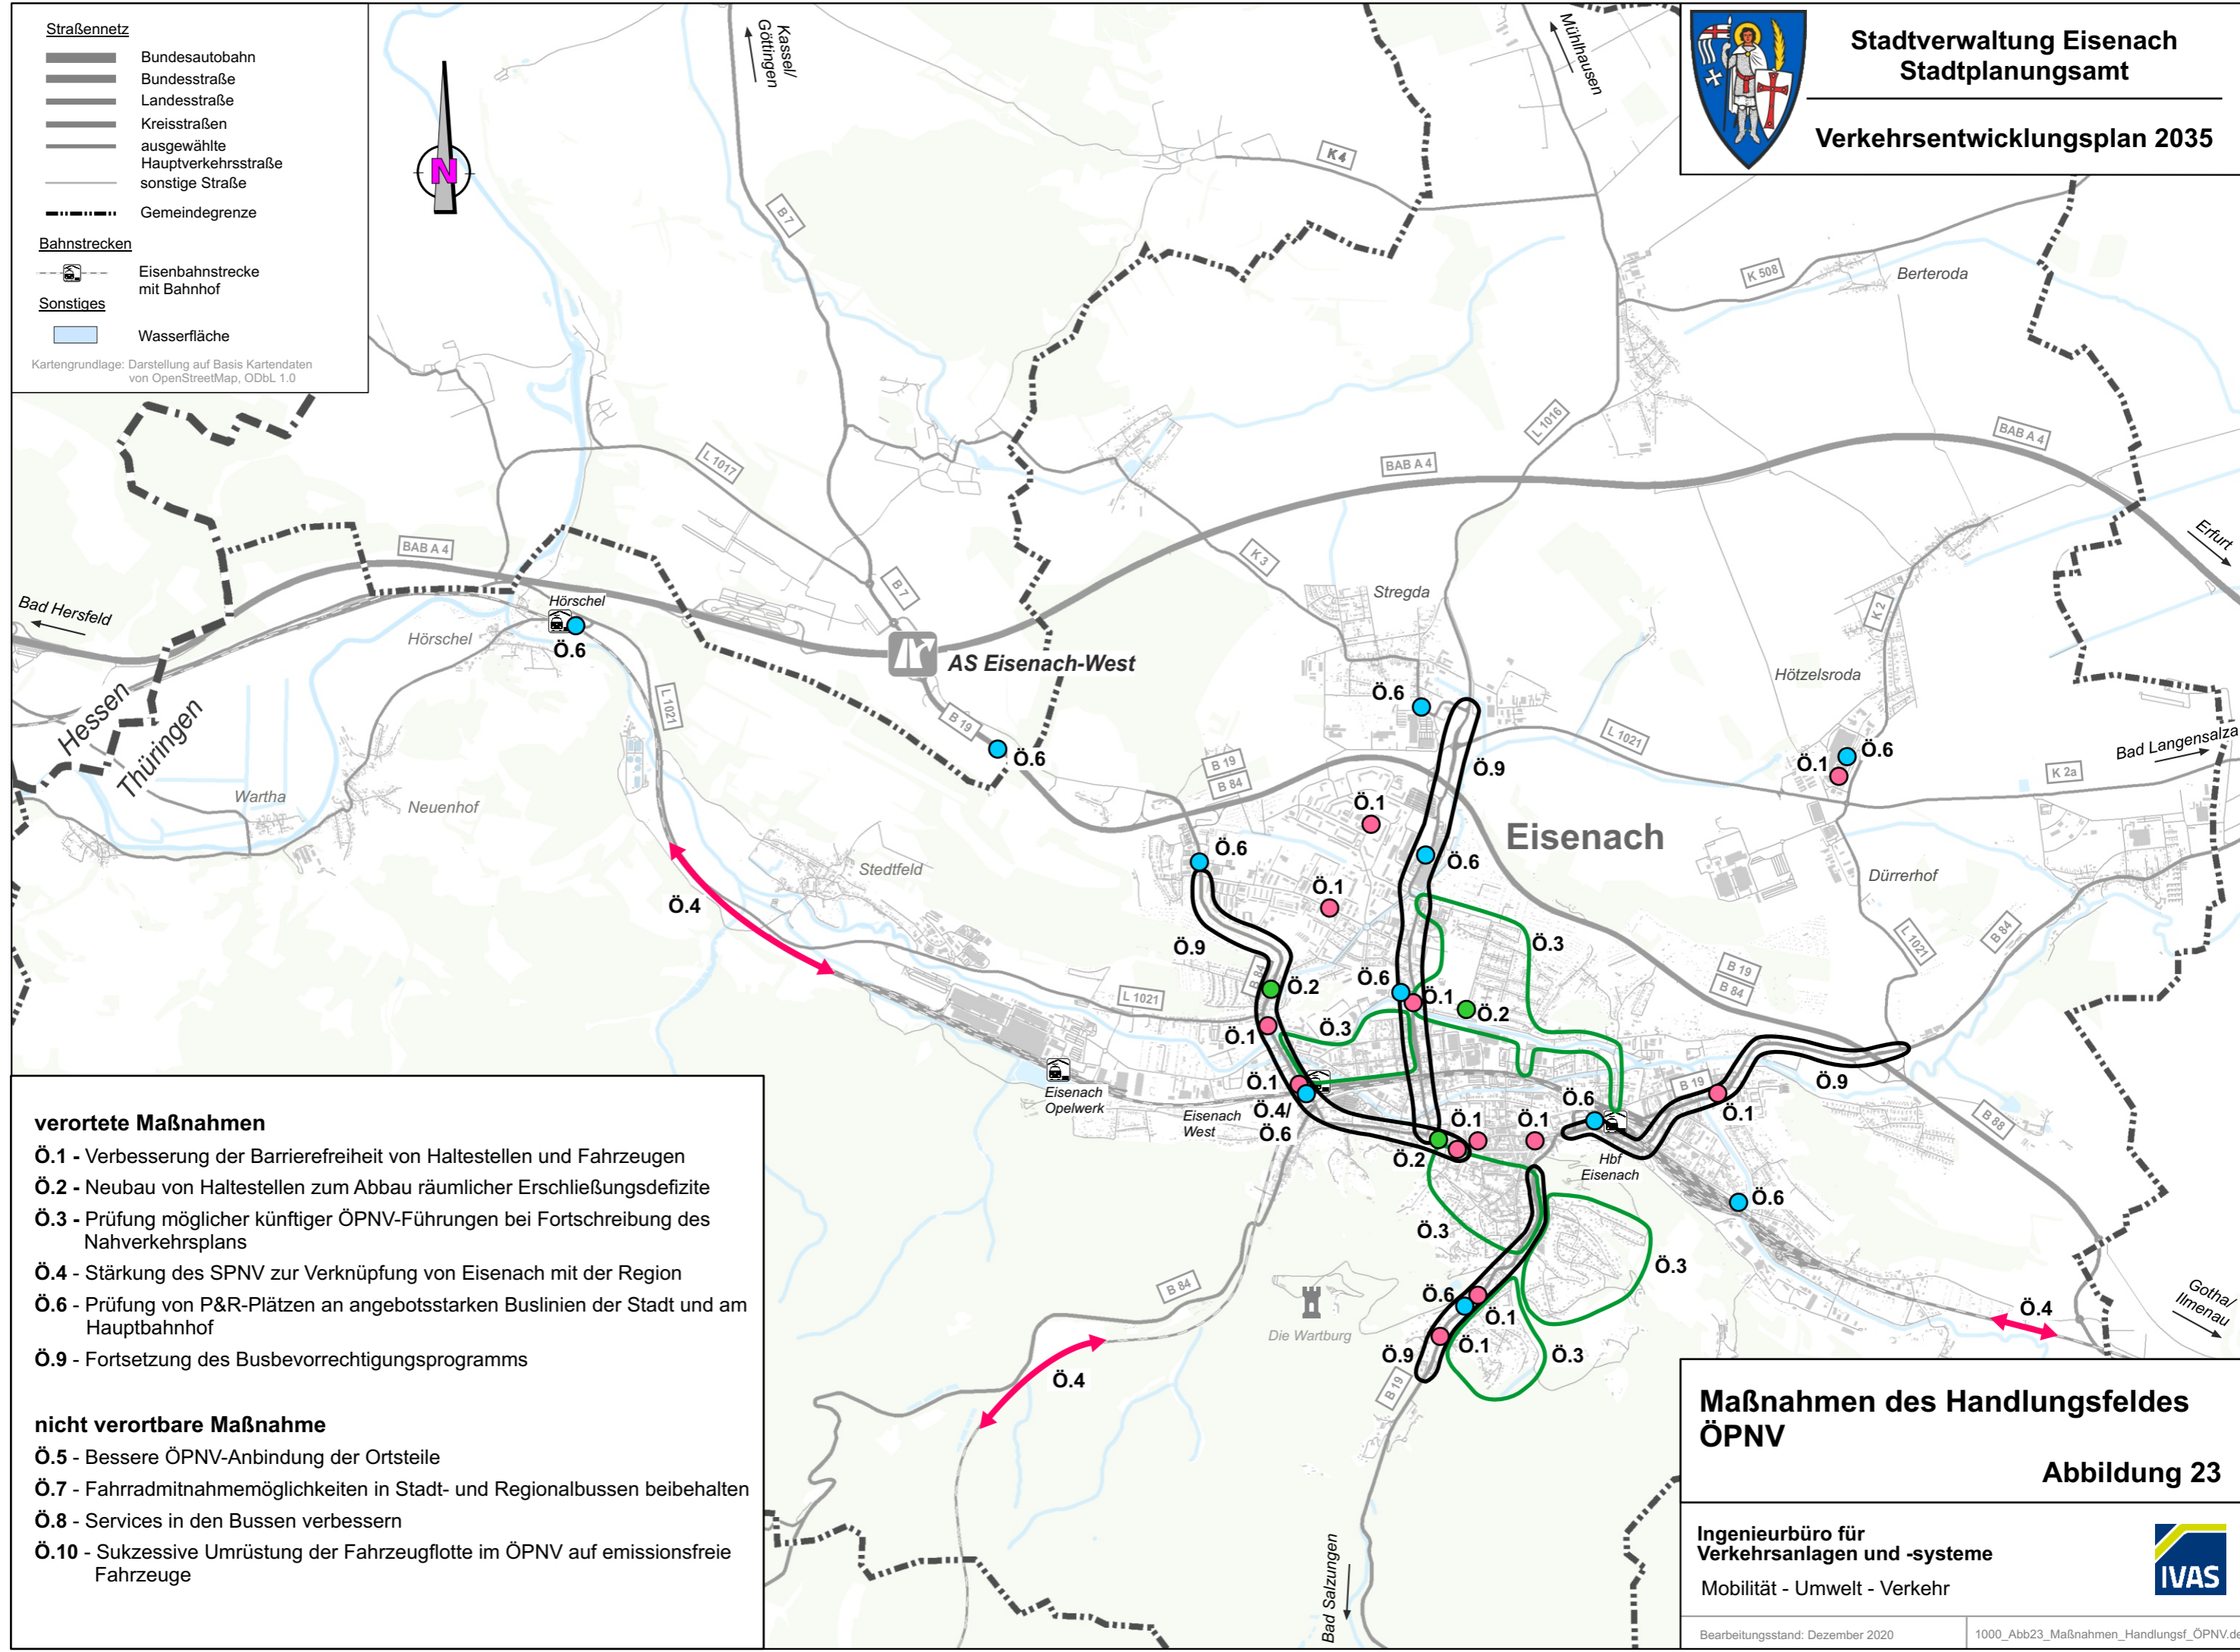 Straßennetz
Bundesautobahn
Bundesstraße
Landesstraße
Kreisstraßen
ausgewählte
Hauptverkehrsstraße
sonstige Straße
Gemeindegrenze
Bahnstrecken
Eisenbahnstrecke
mit Bahnhof
Sonstiges
Wasserfläche
Kartengrundlage: Darstellung auf Basis Kartendaten
von OpenStreetMap, ODbL 1.0
N
Kassel/
Göttingen
Mühlhausen
Stadtverwaltung Eisenach
Stadtplanungsamt
Verkehrsentwicklungsplan 2035
K 4
B 7
K 508
Berteroda
L 1016
BAB A 4
BAB A 4
L 1017
Erfurt
BAB A 4
K 3
B 7
Stregda
K 2
Bad Hersfeld
Hörschel
Hörschel
Ö.6
AS Eisenach-West
Hötzelsroda
Hessen
Thüringen
L 1021
B 19
Ö.6
Ö.6
L 1021
Bad Langensalza
Ö.6
Ö.1
K 2a
B 19
B 84
Ö.9
Wartha
Neuenhof
Ö.1
Eisenach
Ö.6
Ö.6
Stedtfeld
Dürrerhof
Ö.4
Ö.1
Ö.9
Ö.3
L 1021
B 84
B 84
Ö.2
Ö.6
Ö.1
Ö.2
B 19
B 84
L 1021
Ö.1
Ö.3
Ö.1
Eisenach
Opelwerk
Eisenach
West
Ö.4/
Ö.6
Ö.6
B 19
Ö.1
Ö.9
B 88
Ö.1
Ö.1
Ö.2
Hbf
Eisenach
Ö.6
Ö.3
Ö.3
B 84
Die Wartburg
Ö.6
Ö.1
Ö.1
Ö.9
Ö.3
B 19
Ö.4
Ö.4
Gotha/
Ilmenau
Bad Salzungen
verortete Maßnahmen
Ö.1 - Verbesserung der Barrierefreiheit von Haltestellen und Fahrzeugen
Ö.2 - Neubau von Haltestellen zum Abbau räumlicher Erschließungsdefizite
Ö.3 - Prüfung möglicher künftiger ÖPNV-Führungen bei Fortschreibung des
Nahverkehrsplans
Ö.4 - Stärkung des SPNV zur Verknüpfung von Eisenach mit der Region
Ö.6 - Prüfung von P&R-Plätzen an angebotsstarken Buslinien der Stadt und am
Hauptbahnhof
Ö.9 - Fortsetzung des Busbevorrechtigungsprogramms
nicht verortbare Maßnahme
Ö.5 - Bessere ÖPNV-Anbindung der Ortsteile
Ö.7 - Fahrradmitnahmemöglichkeiten in Stadt- und Regionalbussen beibehalten
Ö.8 - Services in den Bussen verbessern
Ö.10 - Sukzessive Umrüstung der Fahrzeugflotte im ÖPNV auf emissionsfreie
Fahrzeuge
Maßnahmen des Handlungsfeldes
ÖPNV
Abbildung 23
Ingenieurbüro für
Verkehrsanlagen und -systeme
Mobilität - Umwelt - Verkehr
IVAS
Bearbeitungsstand: Dezember 2020
1000_Abb23_Maßnahmen_Handlungsf_ÖPNV.d